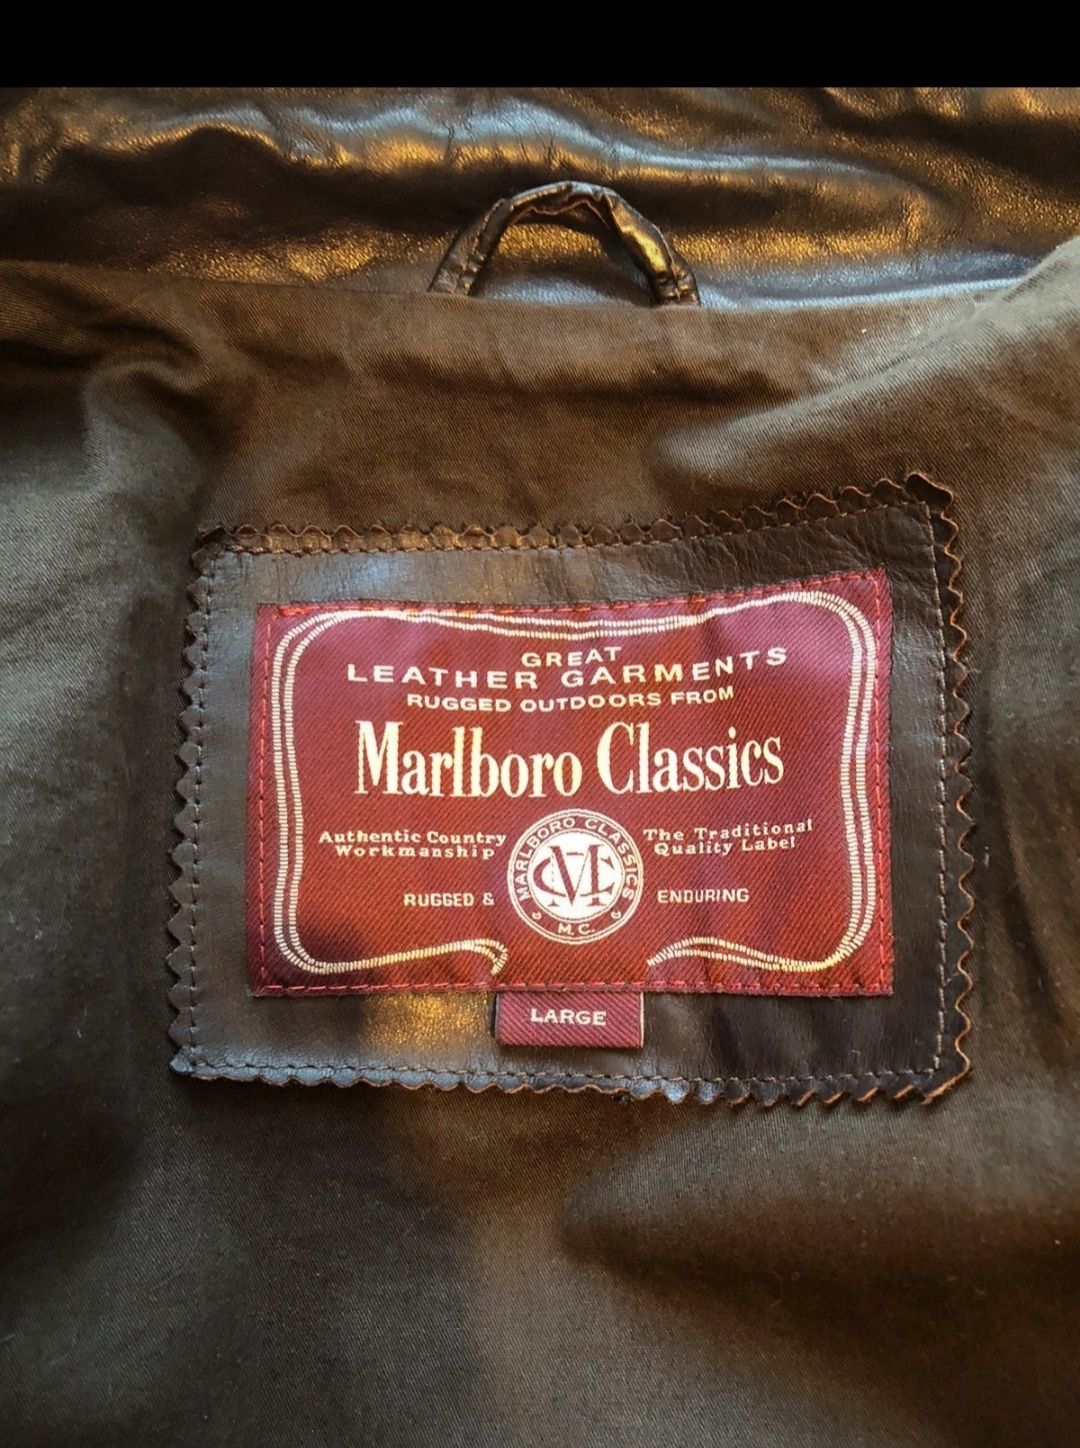 GREAT
LEATHER GARMENTS
RUGGED OUTDOORS FROM
Marlboro Classics
Authentic Country
Workmanship
MARLBORO CLASSICS
MC
M.C.
The Traditional
Quality Label
RUGGED &
ENDURING
LARGE